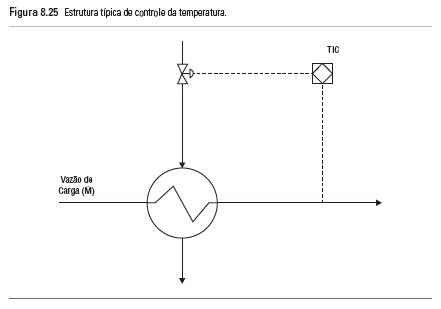 Figura 8.25 Estrutura típica de controle da temperatura.
TIC
Vazão de
Carga (M)